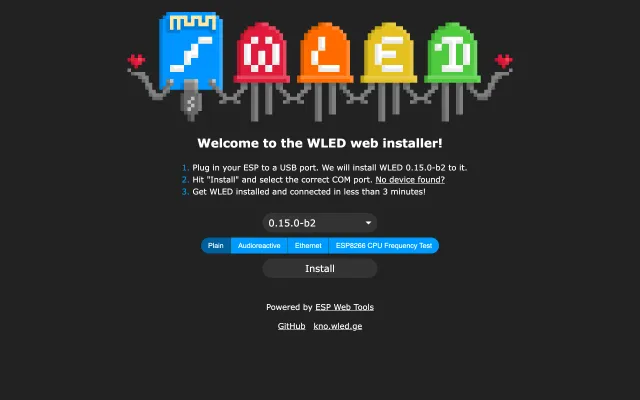 WLED
Welcome to the WLED web installer!
1. Plug in your ESP to a USB port. We will install WLED 0.15.0-b2 to it.
2. Hit "Install" and select the correct COM port. No device found?
3. Get WLED installed and connected in less than 3 minutes!
0.15.0-b2
Plain Audioreactive Ethernet ESP8266 CPU Frequency Test
Install
Powered by ESP Web Tools
GitHub kno.wled.ge